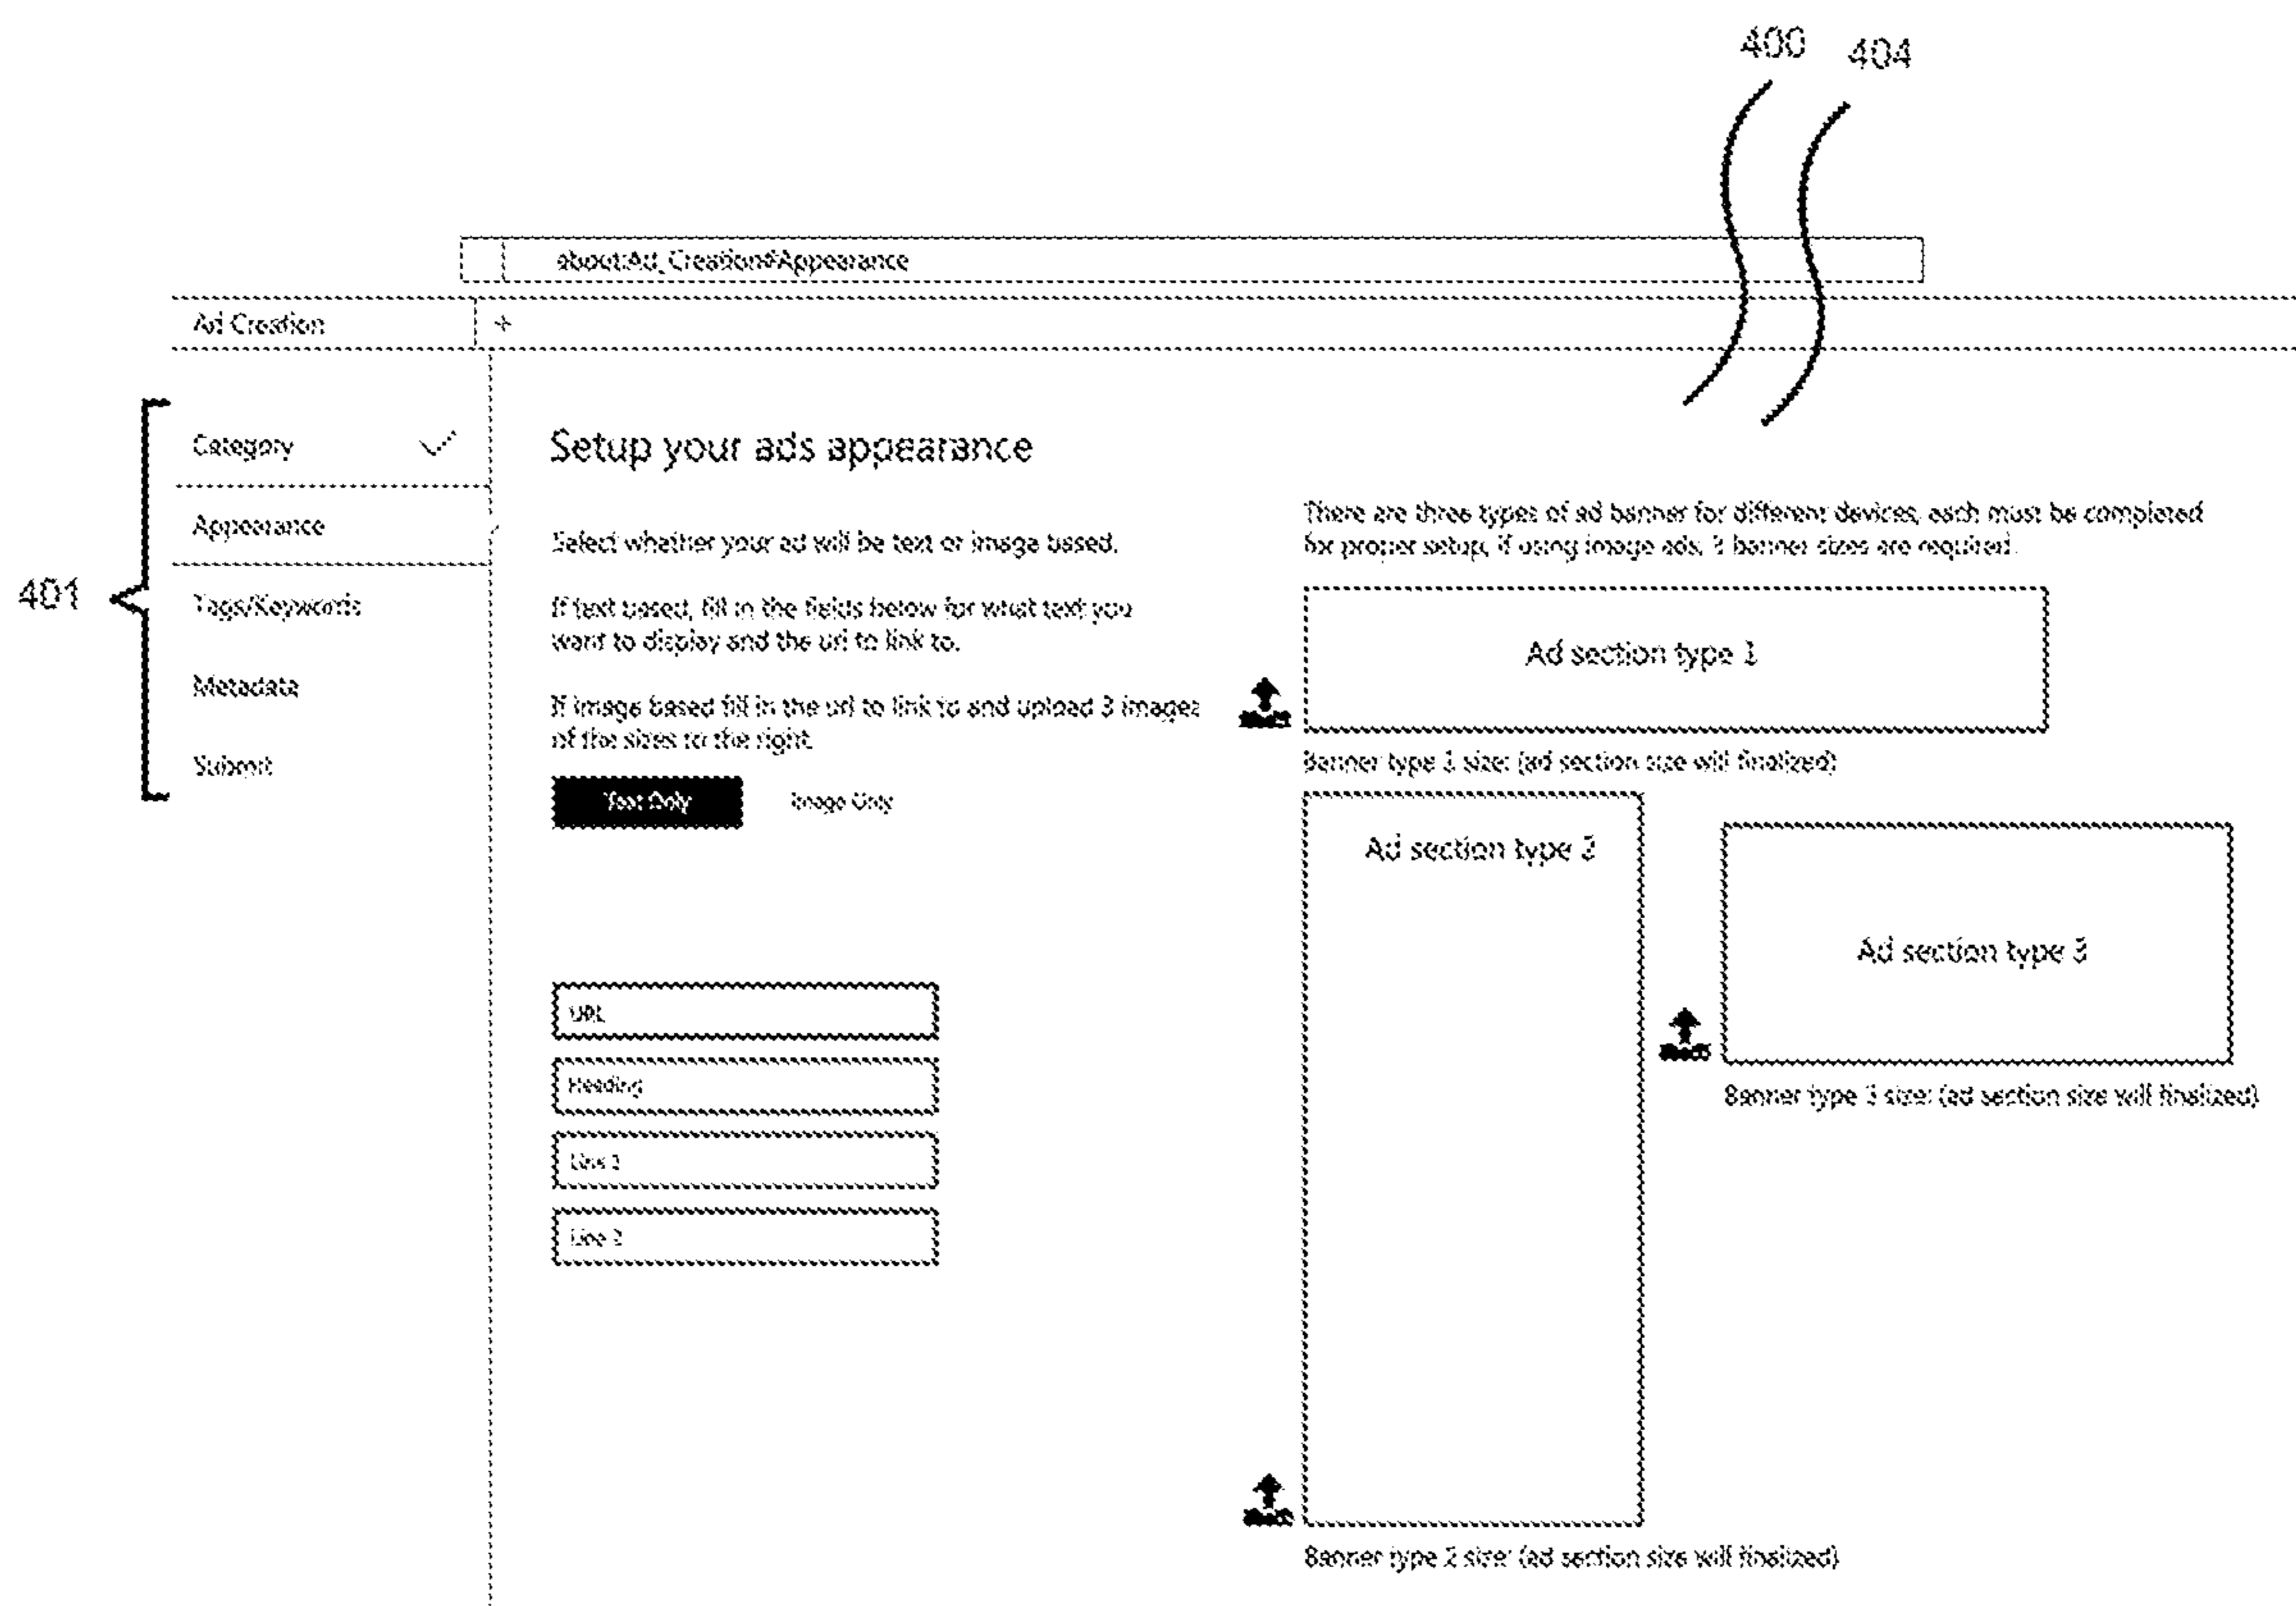 400 404
about:Ad_Creation#Appearance
Ad Creation +
401
Category
Appearance
Tags/Keywords
Metadata
Submit
Setup your ads appearance
Select whether your ad will be text or image based.
If text based, fill in the fields below for what text you
want to display and the url to link to.
If image based fill in the url to link to and upload 3 images
of the sizes to the right.
Text Only Image Only
URL
Heading
Line 1
Line 2
There are three types of ad banner for different devices, each must be completed
for proper setup, if using image ads, 3 banner sizes are required.
Ad section type 1
Banner type 1 size: (ad section size will finalized)
Ad section type 2
Ad section type 3
Banner type 3 size: (ad section size will finalized)
Banner type 2 size: (ad section size will finalized)